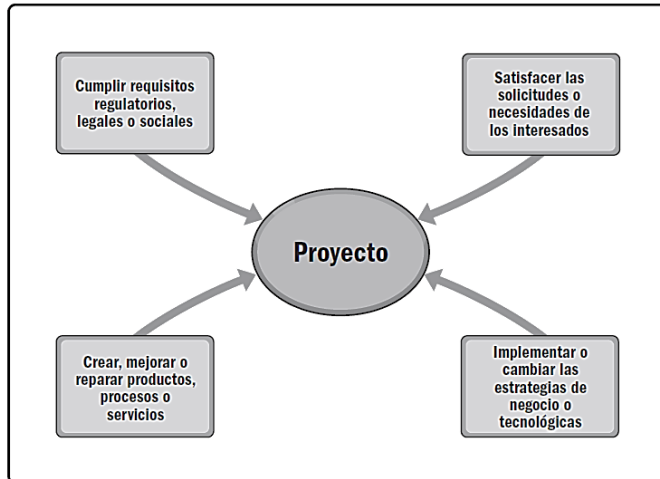 Cumplir requisitos
regulatorios,
legales o sociales
Satisfacer las
solicitudes o
necesidades de
los interesados
Proyecto
Crear, mejorar o
reparar productos,
procesos o
servicios
Implementar o
cambiar las
estrategias de
negocio o
tecnológicas